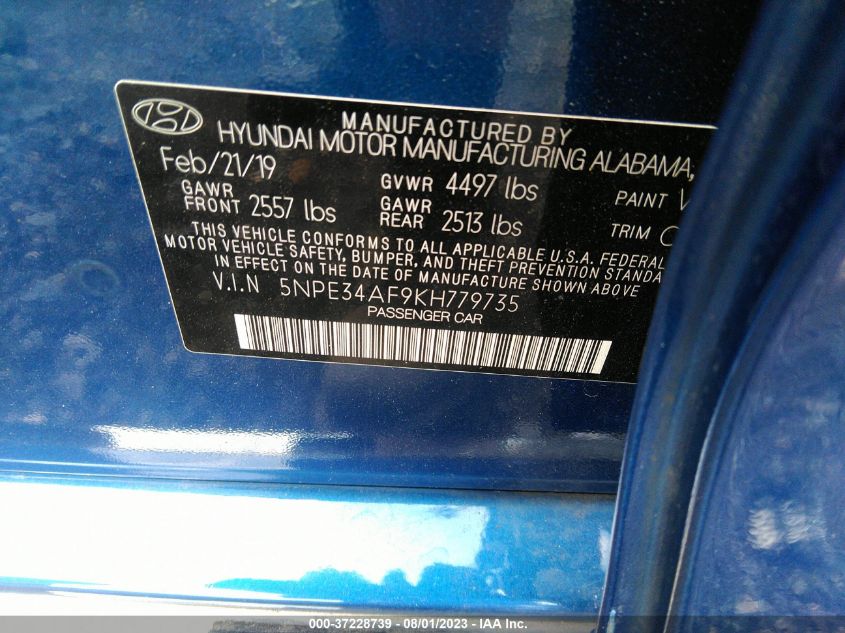 MANUFACTURED BY
HYUNDAI MOTOR MANUFACTURING ALABAMA,
Feb/21/19 GVWR 4497 lbs PAINT
GAWR FRONT 2557 lbs GAWR REAR 2513 lbs TRIM
THIS VEHICLE CONFORMS TO ALL APPLICABLE U.S.A. FEDERAL
MOTOR VEHICLE SAFETY, BUMPER, AND THEFT PREVENTION STANDA
IN EFFECT ON THE DATE OF MANUFACTURE SHOWN ABOVE
V.I.N 5NPE34AF9KH779735
PASSENGER CAR
000-37228739 - 08/01/2023 - IAA Inc.